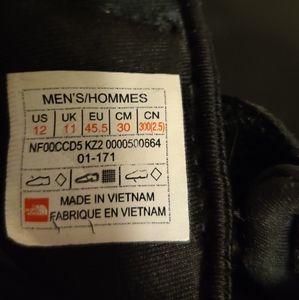 MEN'S/HOMMES
US UK EU CM CN
12 11 45.5 30 300(2.5)
NF00CCD5 KZ2 0000500664
01-171
MADE IN VIETNAM
FABRIQUE EN VIETNAM